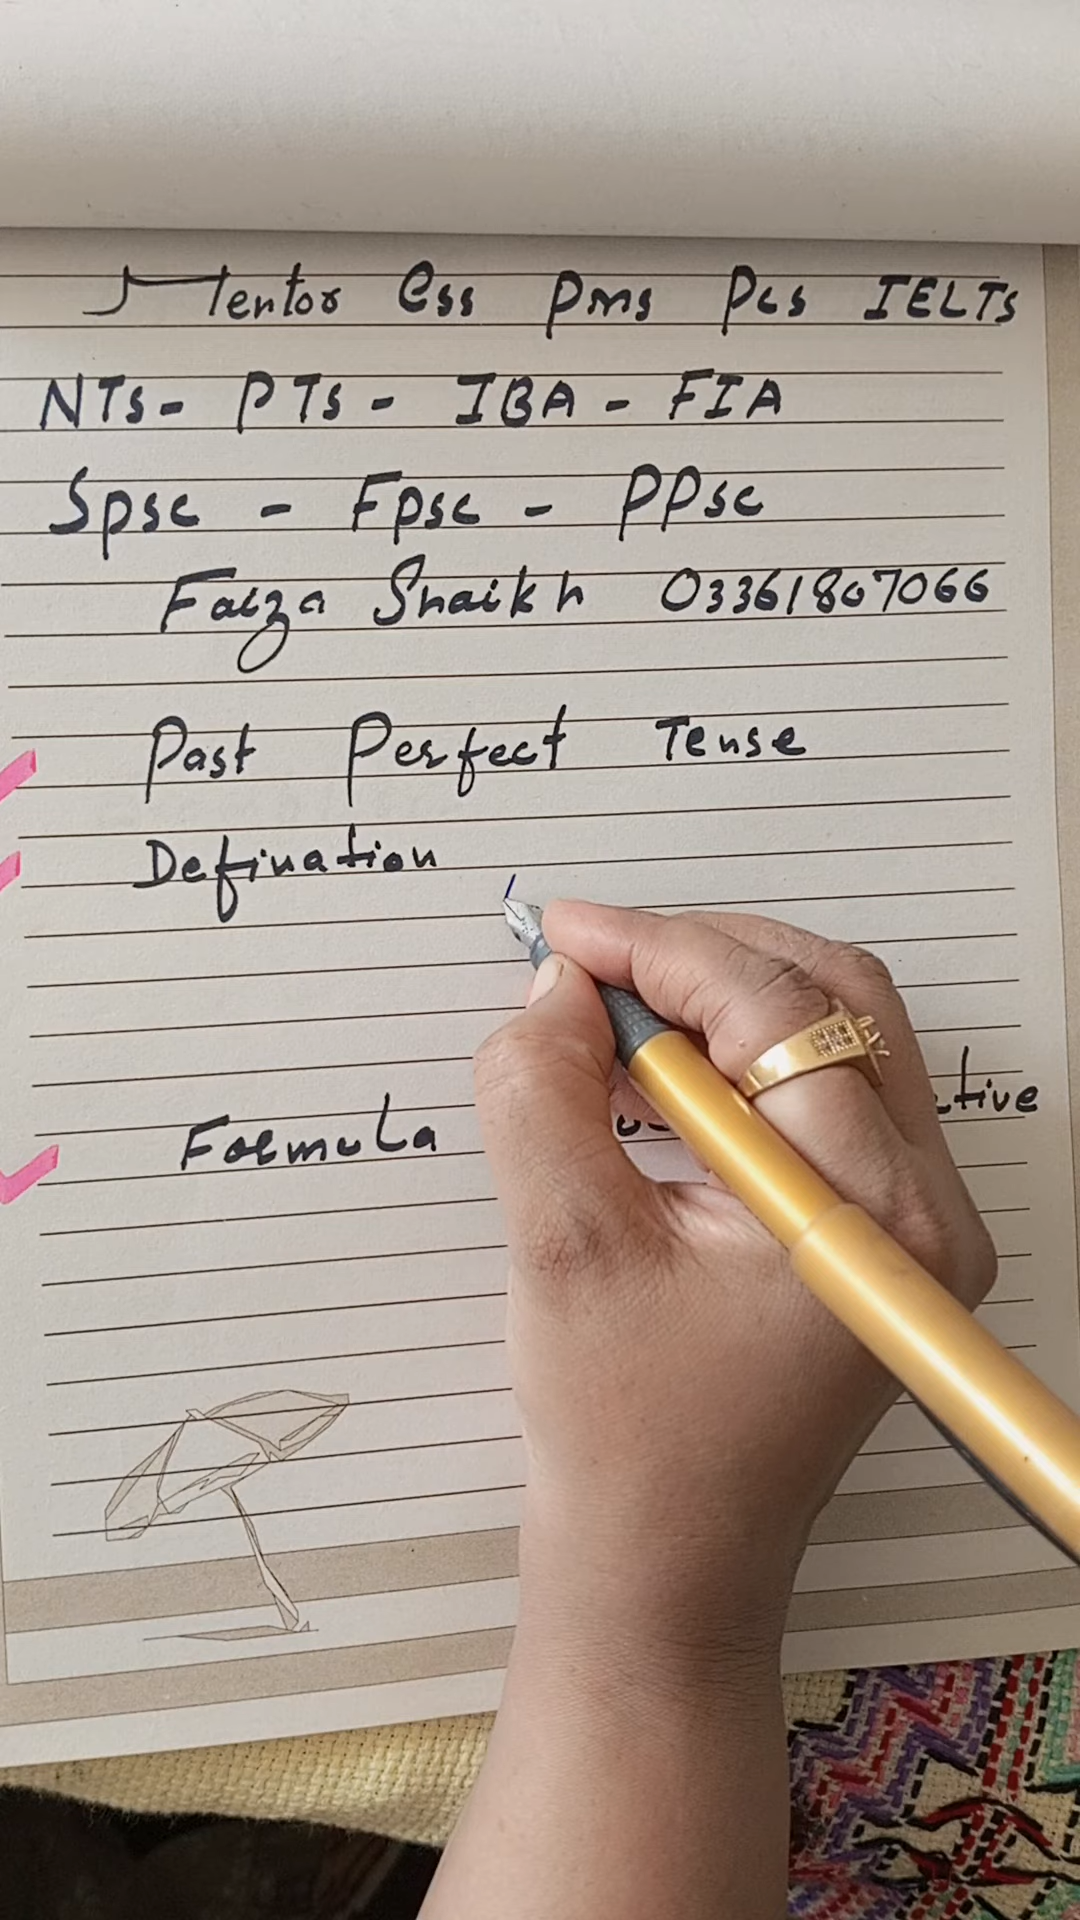 Mentor Css Pms Pcs IELTS
NTs - PTs - IBA - FIA
Spsc - Fpsc - PPsc
Faiza Shaikh 03361807066
Past Perfect Tense
Defination
Formula